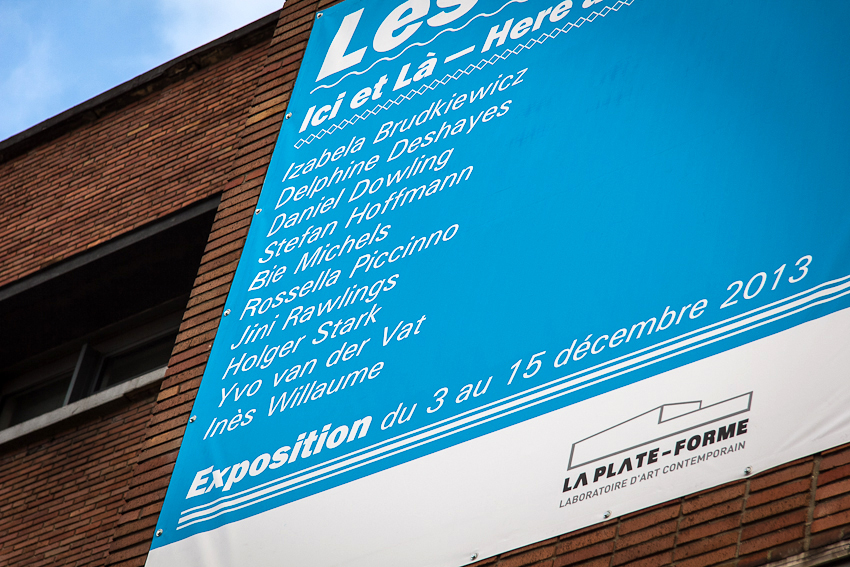 Les
Ici et Là — Here
Izabela Brudkiewicz
Delphine Deshayes
Daniel Dowling
Stefan Hoffmann
Bie Michels
Rossella Piccinno
Jini Rawlings
Holger Stark
Yvo van der Vat
Inès Willaume
Exposition du 3 au 15 décembre 2013
LA PLATE-FORME
LABORATOIRE D'ART CONTEMPORAIN